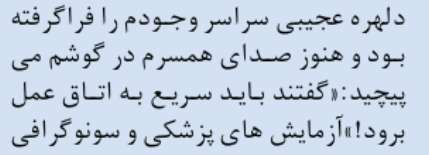 دلهره عجیبی سراسر وجودم را فراگرفته
بود و هنوز صدای همسرم در گوشم می
پیچید:«گفتند باید سریع به اتاق عمل
برود!»آزمایش های پزشکی و سونوگرافی